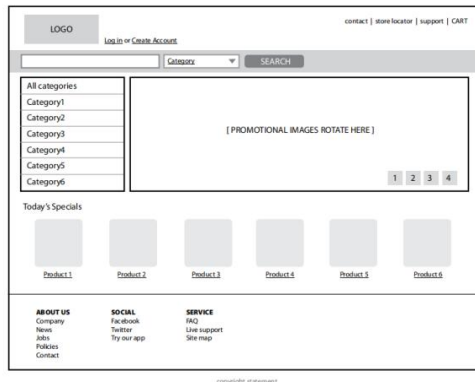 LOGO
Log in or Create Account
contact | store locator | support | CART
Category
SEARCH
All categories
Category1
Category2
Category3
Category4
Category5
Category6
[ PROMOTIONAL IMAGES ROTATE HERE ]
1 2 3 4
Today's Specials
Product 1
Product 2
Product 3
Product 4
Product 5
Product 6
ABOUT US
Company
News
Jobs
Policies
Contact
SOCIAL
Facebook
Twitter
Try our app
SERVICE
FAQ
Live support
Site map
copyright statement